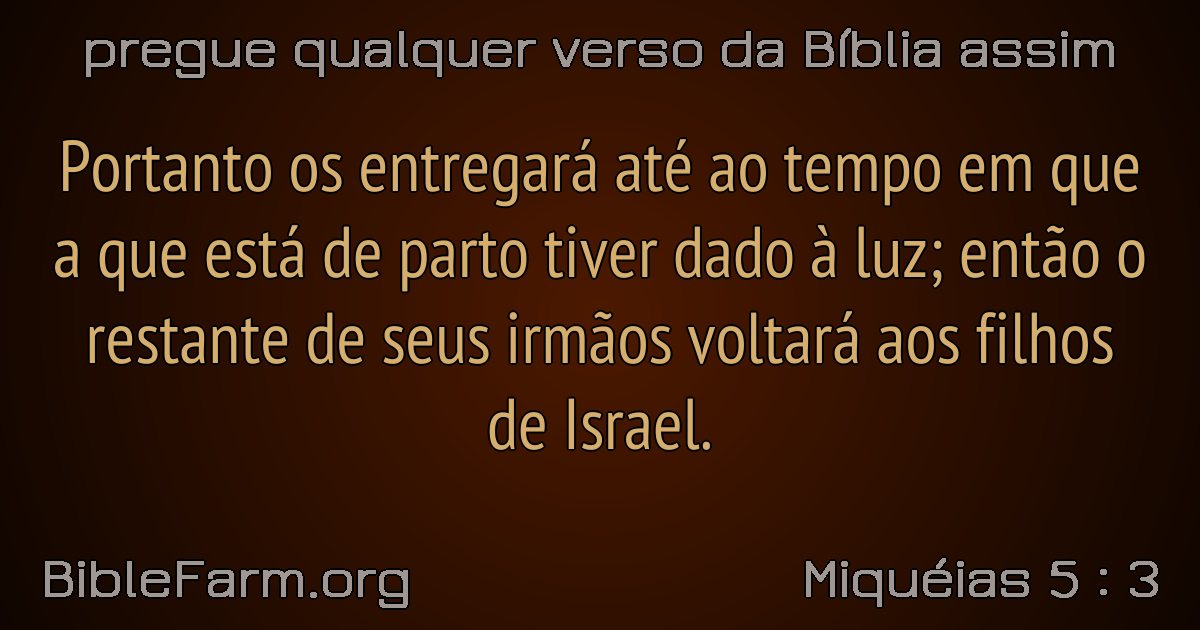 pregue qualquer verso da Bíblia assim
Portanto os entregará até ao tempo em que
a que está de parto tiver dado à luz; então o
restante de seus irmãos voltará aos filhos
de Israel.
BibleFarm.org
Miquéias 5 : 3